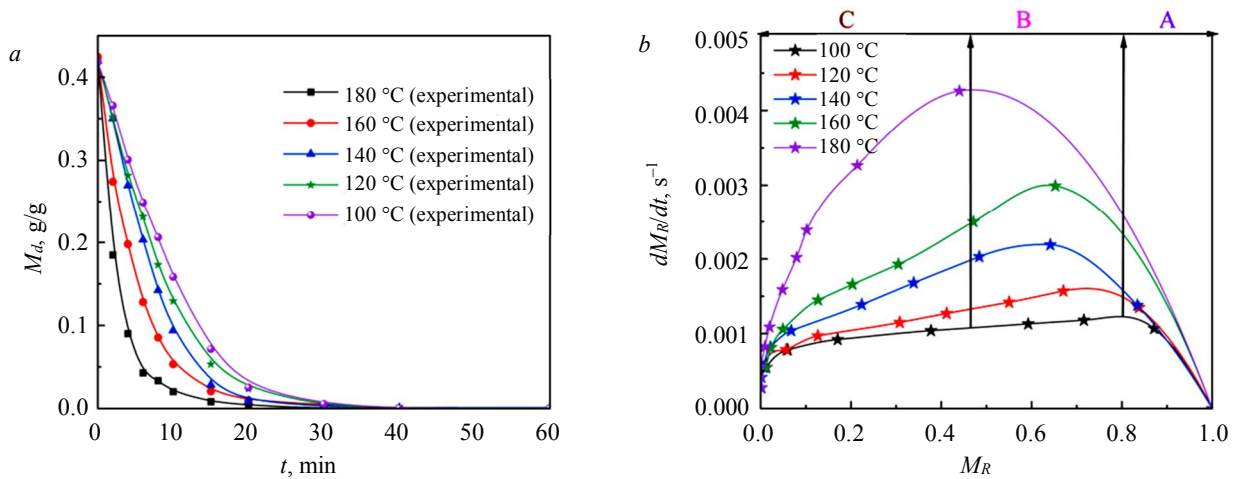 a
M_d, g/g
0.4
0.3
0.2
0.1
0.0
180 °C (experimental)
160 °C (experimental)
140 °C (experimental)
120 °C (experimental)
100 °C (experimental)
0 10 20 30 40 50 60
t, min
b
C B A
dM_R/dt, s⁻¹
0.005
0.004
0.003
0.002
0.001
0.000
100 °C
120 °C
140 °C
160 °C
180 °C
0.0 0.2 0.4 0.6 0.8 1.0
M_R